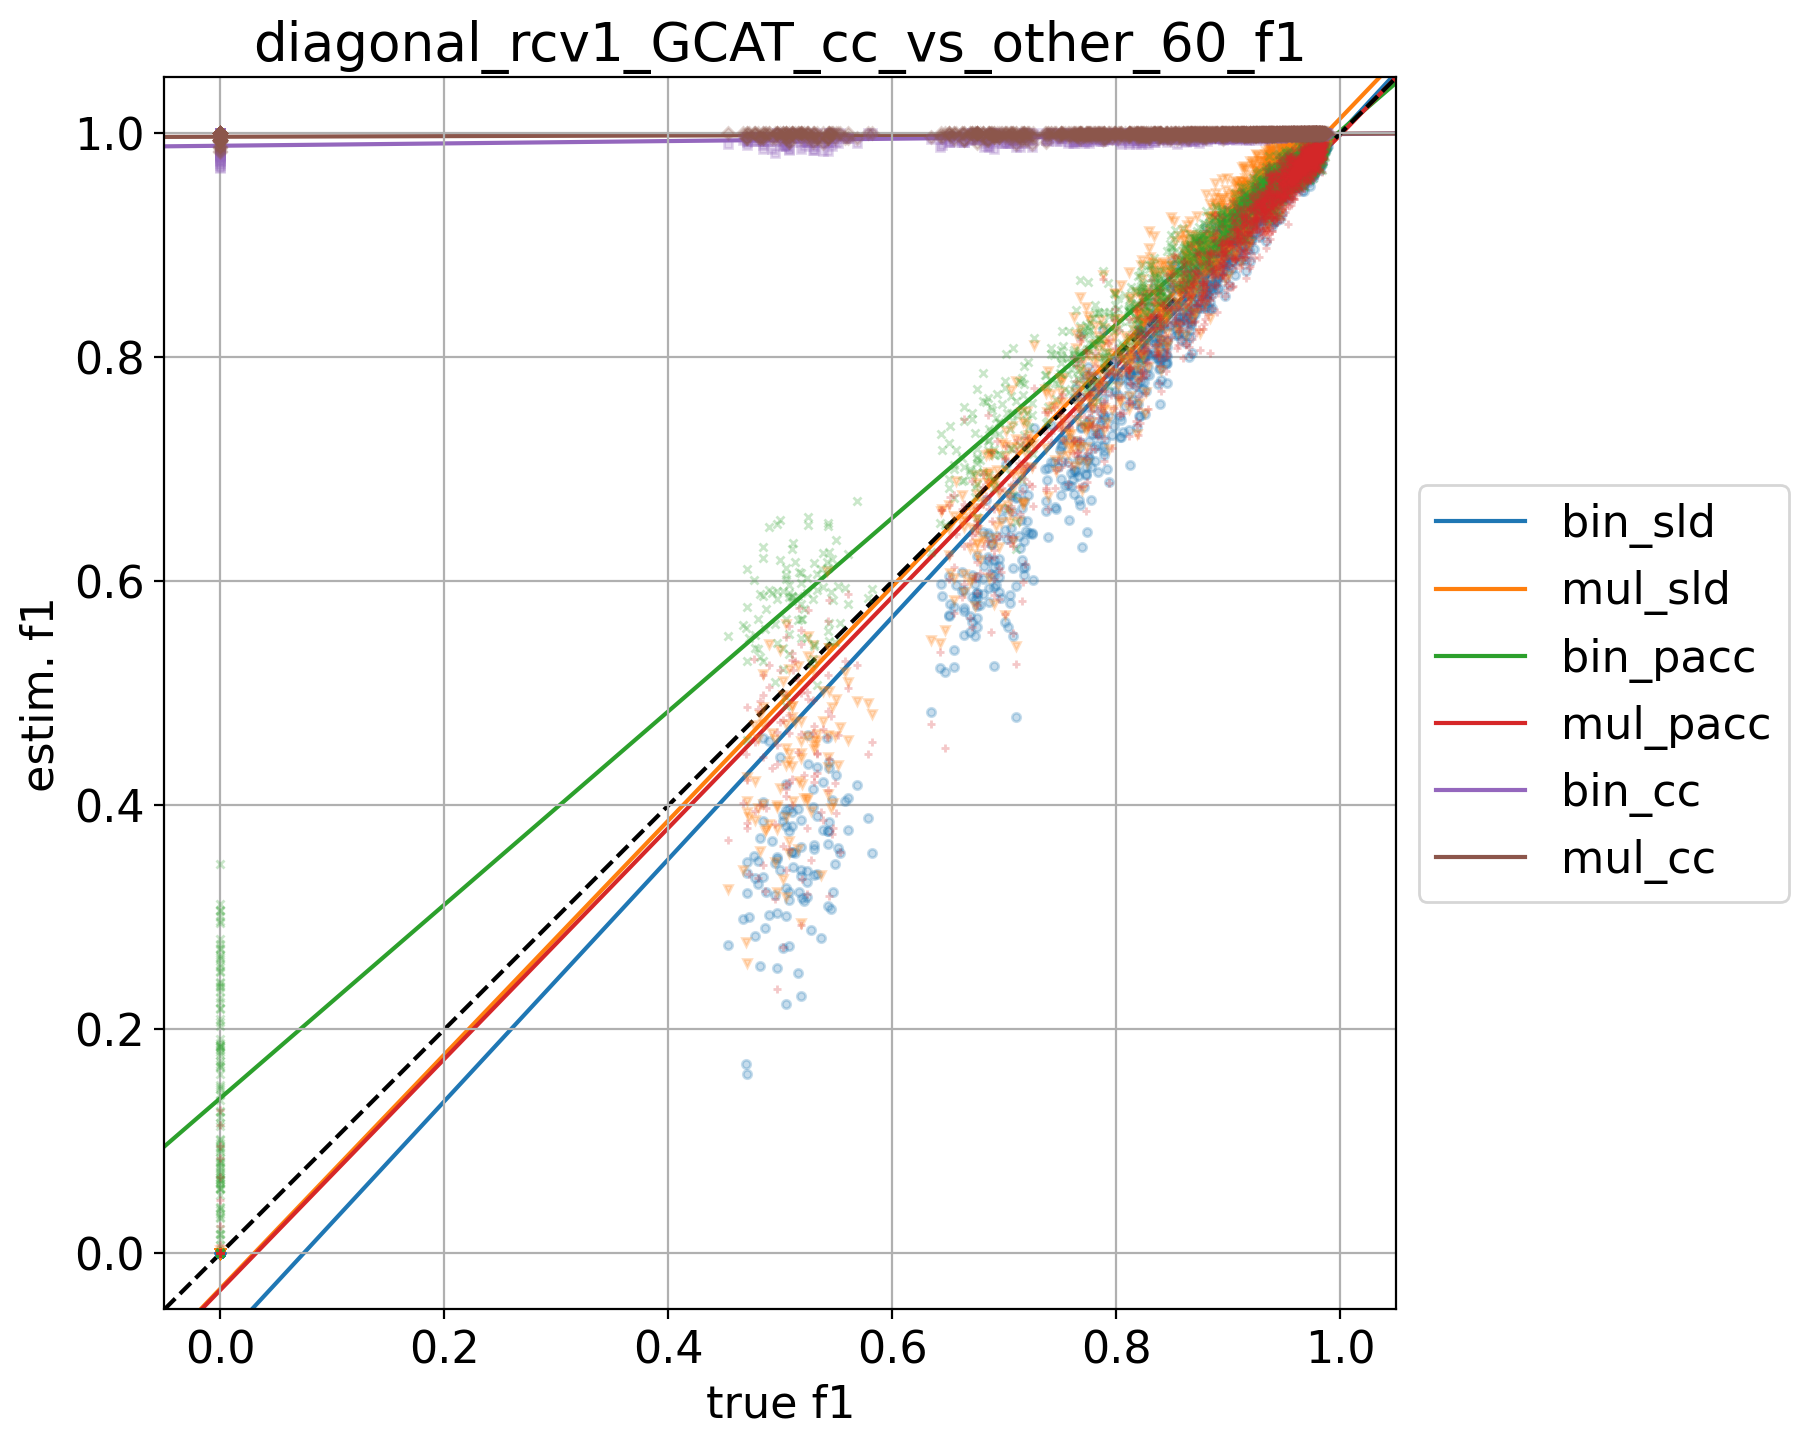 diagonal_rcv1_GCAT_cc_vs_other_60_f1
1.0
0.8
0.6
0.4
0.2
0.0
estim. f1
0.0 0.2 0.4 0.6 0.8 1.0
true f1
bin_sld
mul_sld
bin_pacc
mul_pacc
bin_cc
mul_cc